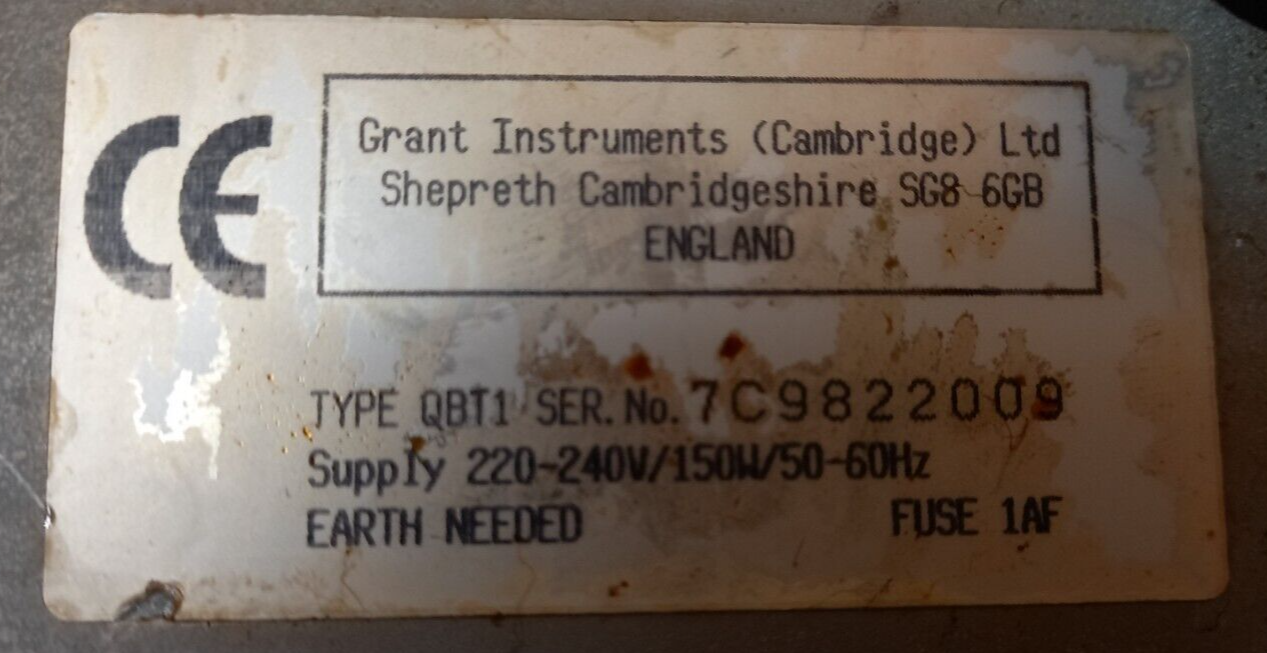 CE
Grant Instruments (Cambridge) Ltd
Shepreth Cambridgeshire SG8 6GB
ENGLAND
TYPE QBT1 SER. No. 7C9822009
Supply 220-240V/150W/50-60Hz
EARTH NEEDED FUSE 1AF